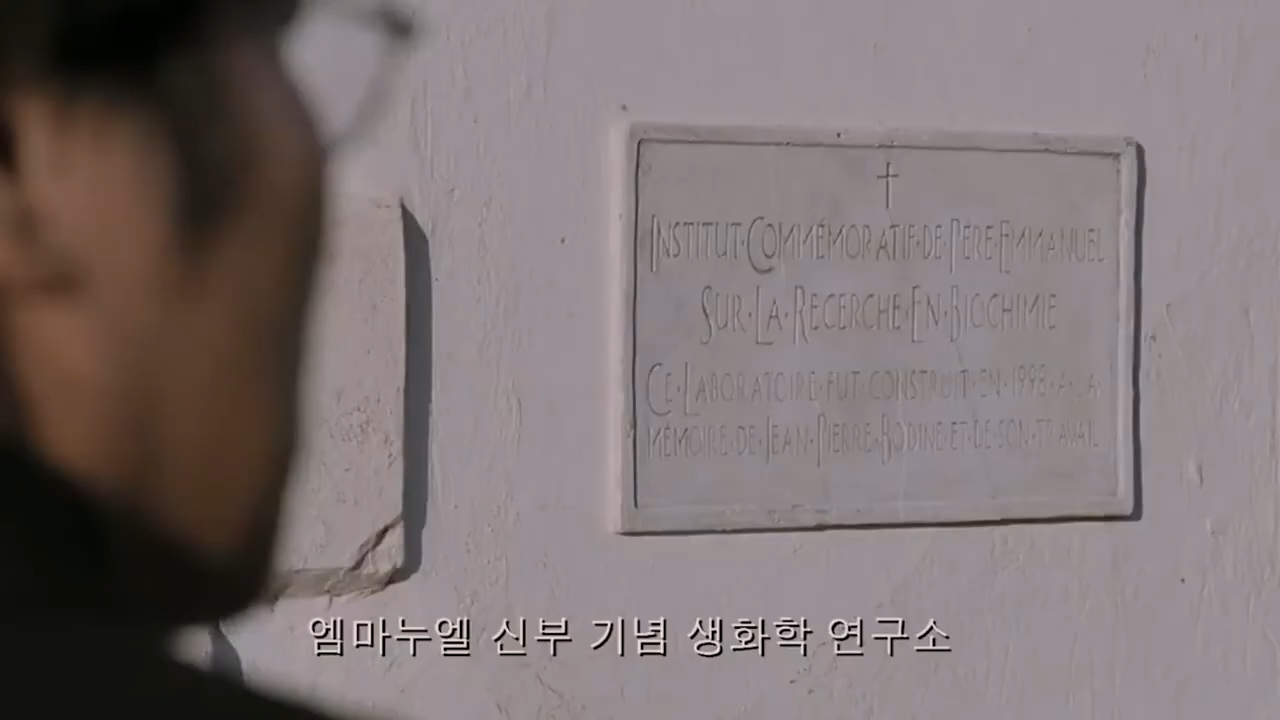 INSTITUT·COMMÉMORATIF·DE·PÈRE·EMMANUEL
SUR·LA·RECERCHE·EN·BIOCHIMIE
CE·LABORATOIRE·FUT·CONSTRUIT·EN·1998·A·LA·
MÉMOIRE·DE·JEAN·PIERRE·BODINE·ET·DE·SON·TRAVAIL
엠마누엘 신부 기념 생화학 연구소